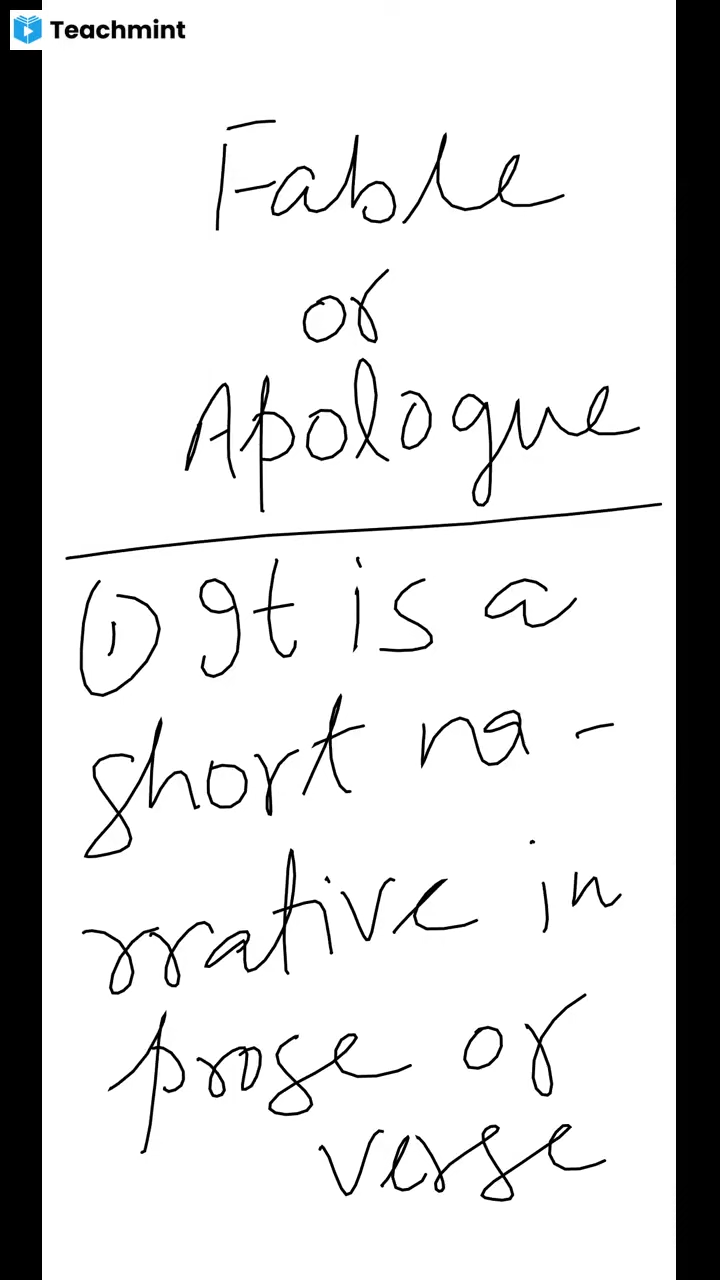 Teachmint
Fable
or
Apologue
① It is a
short na-
rrative in
prose or
verse